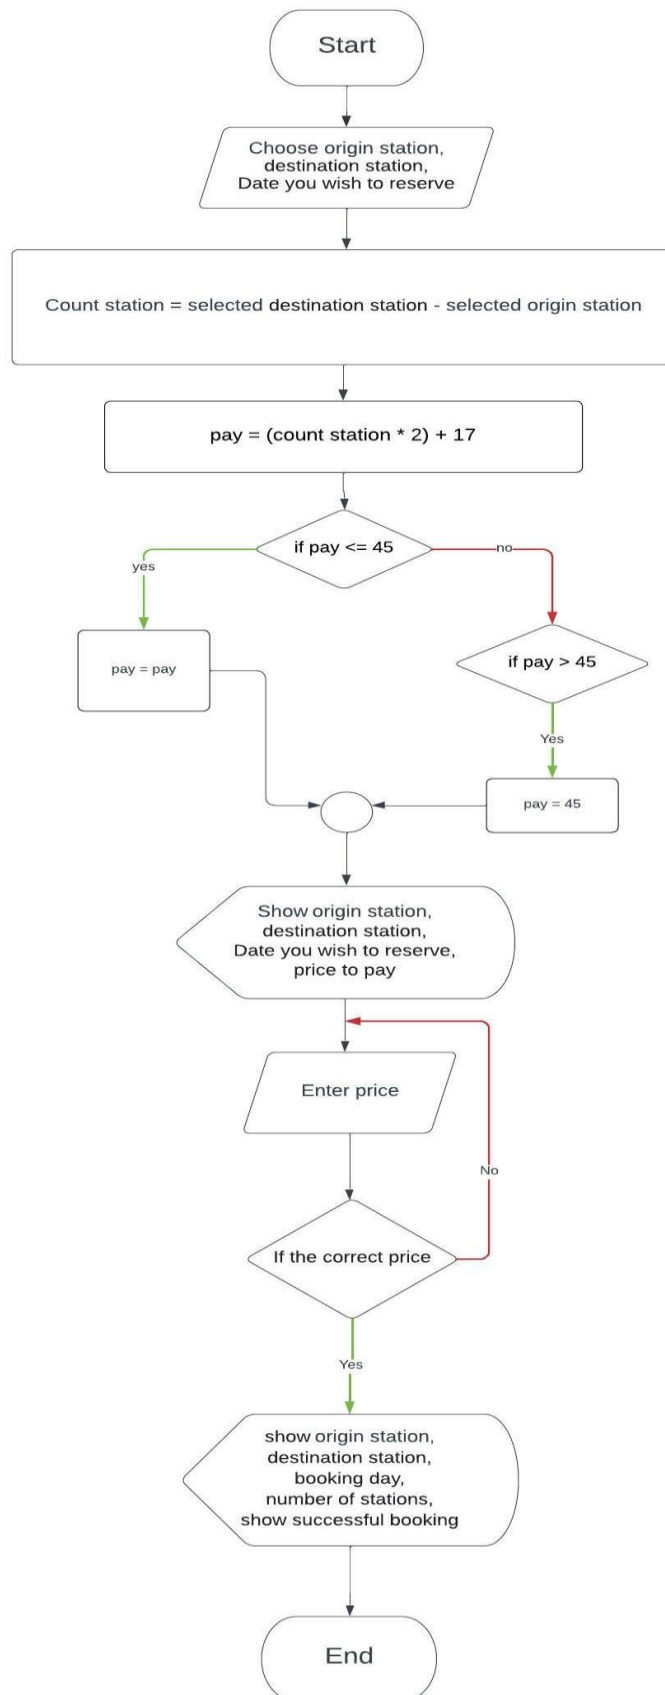 Start
Choose origin station,
destination station,
Date you wish to reserve
Count station = selected destination station - selected origin station
pay = (count station * 2) + 17
if pay <= 45
yes
no
pay = pay
if pay > 45
Yes
pay = 45
Show origin station,
destination station,
Date you wish to reserve,
price to pay
Enter price
No
If the correct price
Yes
show origin station,
destination station,
booking day,
number of stations,
show successful booking
End